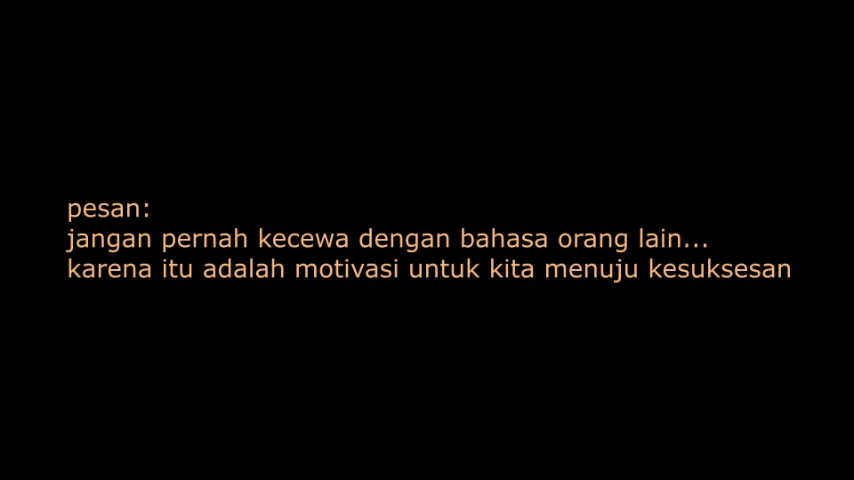 pesan:
jangan pernah kecewa dengan bahasa orang lain...
karena itu adalah motivasi untuk kita menuju kesuksesan